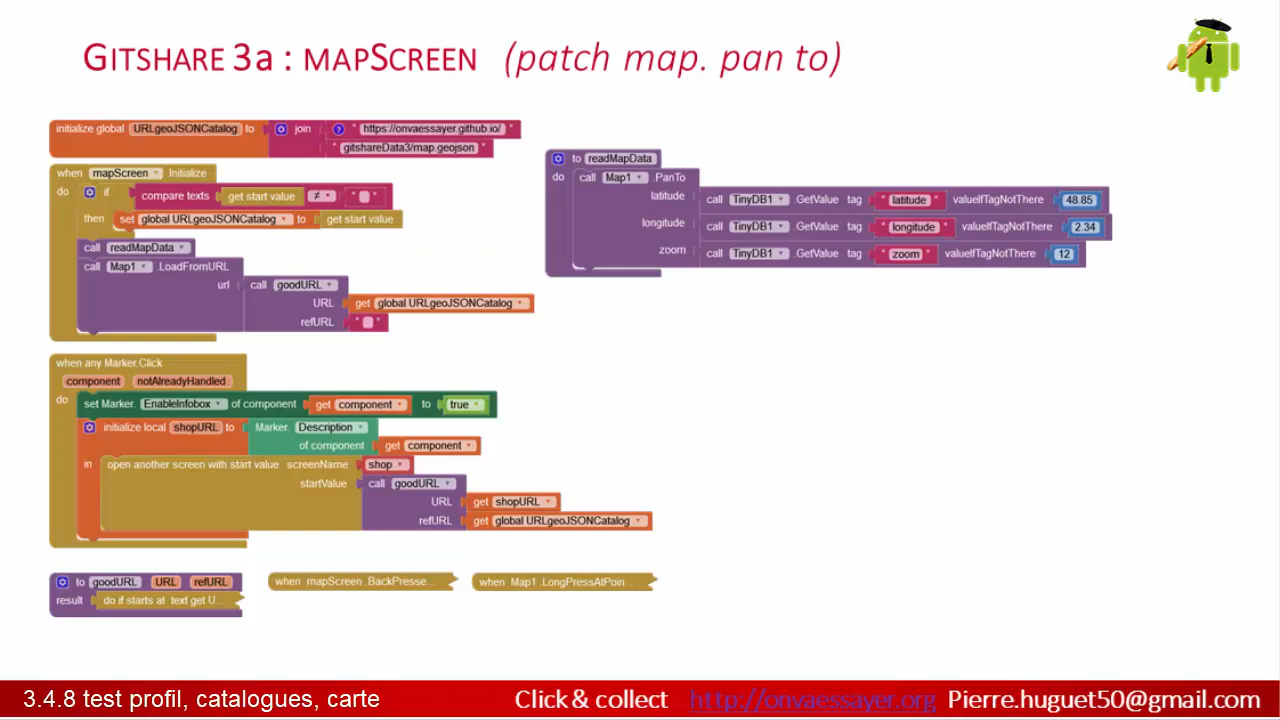 GITSHARE 3a : MAPSCREEN (patch map. pan to)
initialize global URLgeoJSONCatalog to join " https://onvaessayer.github.io/ "
" gitshareData3/map.geojson "
when mapScreen .Initialize
do if compare texts get start value ≠ " "
then set global URLgeoJSONCatalog to get start value
call readMapData
call Map1 .LoadFromURL
url call goodURL
URL get global URLgeoJSONCatalog
refURL " "
to readMapData
do call Map1 .PanTo
latitude call TinyDB1 .GetValue tag " latitude " valueIfTagNotThere 48.85
longitude call TinyDB1 .GetValue tag " longitude " valueIfTagNotThere 2.34
zoom call TinyDB1 .GetValue tag " zoom " valueIfTagNotThere 12
when any Marker.Click
component notAlreadyHandled
do set Marker. EnableInfobox of component get component to true
initialize local shopURL to Marker. Description
of component get component
in open another screen with start value screenName shop
startValue call goodURL
URL get shopURL
refURL get global URLgeoJSONCatalog
to goodURL URL refURL
result do if starts at text get U...
when mapScreen .BackPresse...
when Map1 .LongPressAtPoin...
3.4.8 test profil, catalogues, carte Click & collect http://onvaessayer.org Pierre.huguet50@gmail.com